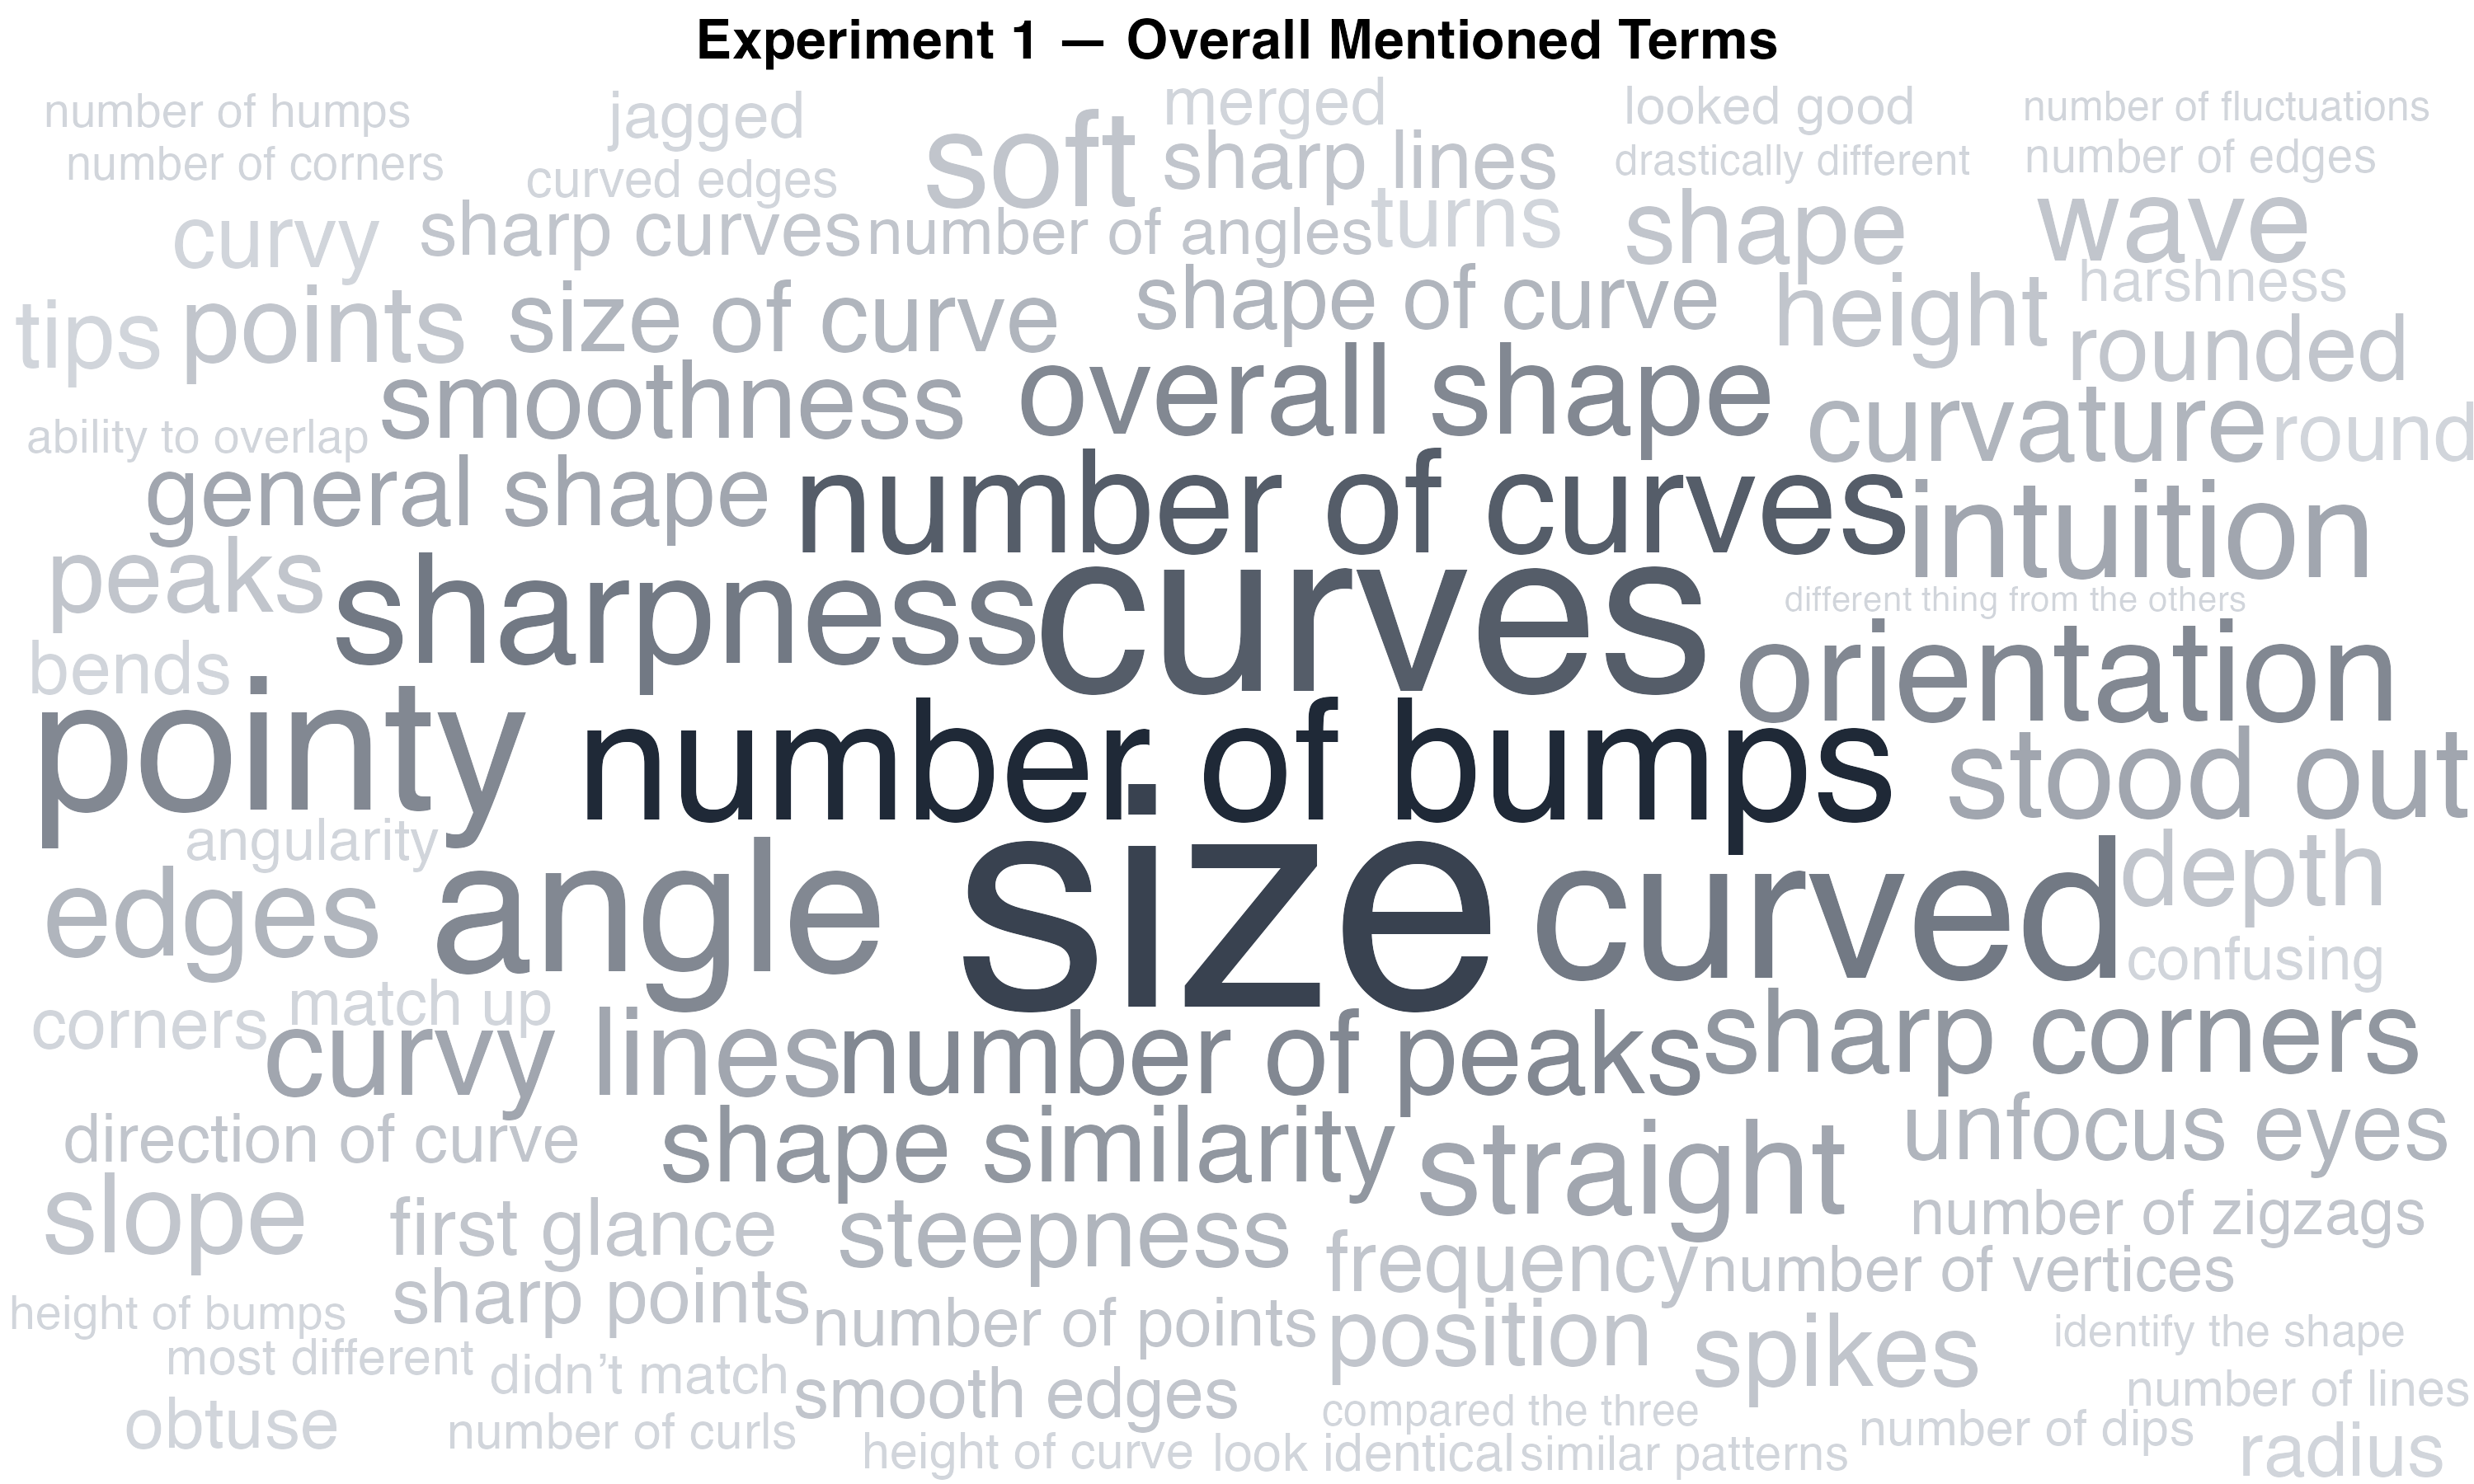 Experiment 1 — Overall Mentioned Terms
number of humps
jagged
merged
looked good
number of fluctuations
number of corners
curved edges
soft
sharp lines
drastically different
number of edges
curvy
sharp curves
number of angles
turns
shape
wave
harshness
tips
points
size of curve
shape of curve
height
rounded
ability to overlap
smoothness
overall shape
curvature
round
general shape
number of curves
intuition
peaks
sharpness
curves
different thing from the others
bends
orientation
pointy
number of bumps
stood out
angularity
edges
angle
size
curved
depth
confusing
corners
match up
curvy lines
number of peaks
sharp corners
direction of curve
shape similarity
straight
unfocus eyes
slope
first glance
steepness
number of zigzags
frequency
number of vertices
height of bumps
sharp points
number of points
position
spikes
identify the shape
most different
didn’t match
smooth edges
number of lines
obtuse
number of curls
compared the three
number of dips
height of curve
look identical
similar patterns
radius